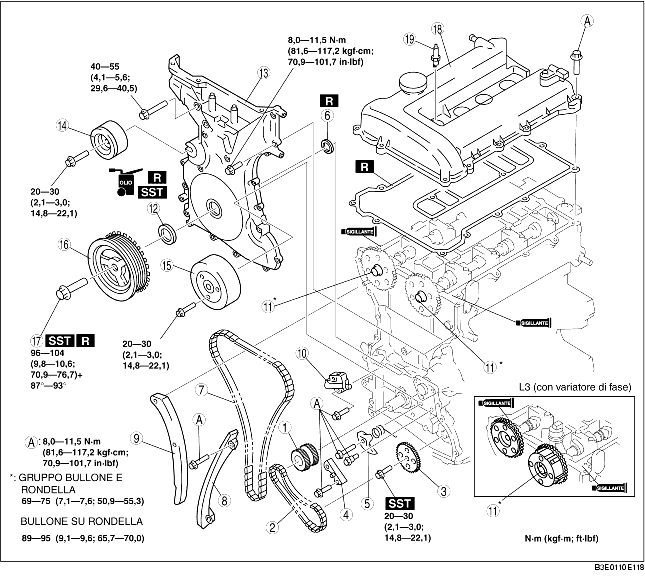 8,0—11,5 N·m
(81,6—117,2 kgf·cm;
70,9—101,7 in·lbf)
19
18
A
40—55
(4,1—5,6;
29,6—40,5)
13
R
6
14
R
20—30
(2,1—3,0;
14,8—22,1)
OLIO
R
SST
12
SIGILLANTE
16
15
11*
SIGILLANTE
17 SST R
96—104
(9,8—10,6;
70,9—76,7)+
87°—93°
20—30
(2,1—3,0;
14,8—22,1)
10
11*
7
L3 (con variatore di fase)
SIGILLANTE
A
A
1
9
A : 8,0—11,5 N·m
(81,6—117,2 kgf·cm;
70,9—101,7 in·lbf)
*: GRUPPO BULLONE E
RONDELLA
69—75 (7,1—7,6; 50,9—55,3)
BULLONE SU RONDELLA
89—95 (9,1—9,6; 65,7—70,0)
8
2
4
5
3
SST
20—30
(2,1—3,0;
14,8—22,1)
SIGILLANTE
11*
N·m (kgf·m; ft·lbf)
B3E0110E118